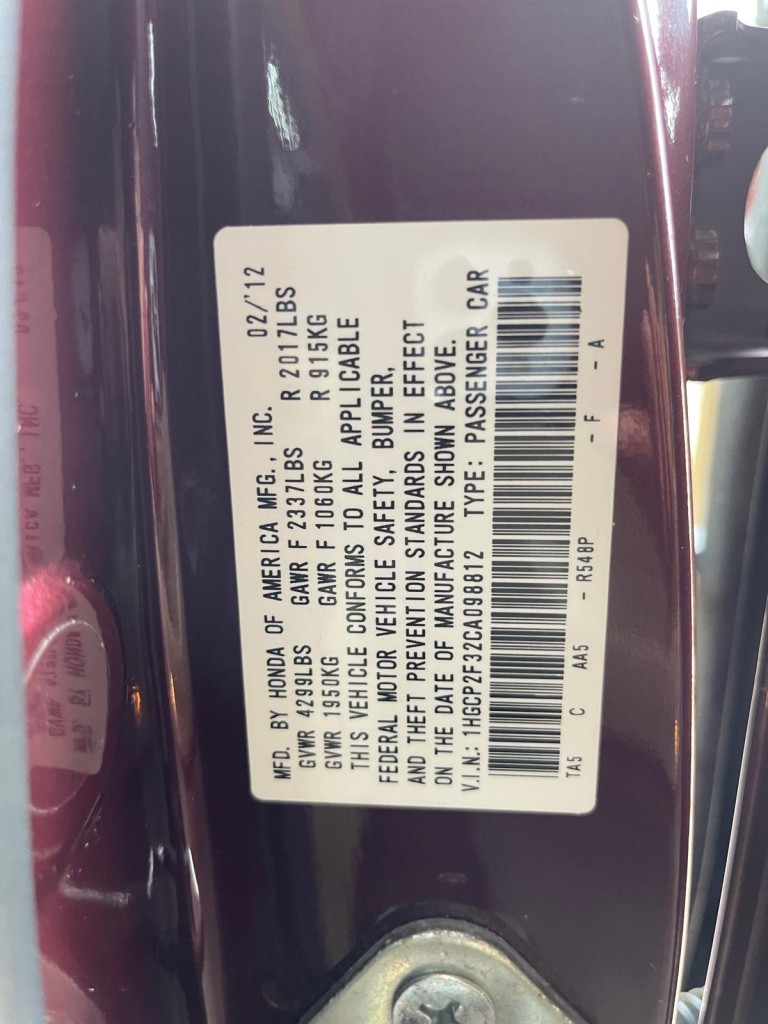 MFD. BY HONDA OF AMERICA MFG., INC. 02/'12
GVWR 4299LBS GAWR F 2337LBS R 2017LBS
GVWR 1950KG GAWR F 1060KG R 915KG
THIS VEHICLE CONFORMS TO ALL APPLICABLE
FEDERAL MOTOR VEHICLE SAFETY, BUMPER,
AND THEFT PREVENTION STANDARDS IN EFFECT
ON THE DATE OF MANUFACTURE SHOWN ABOVE.
V.I.N.: 1HGCP2F32CA098812 TYPE: PASSENGER CAR
TA5 C AA5 - R548P - F - A